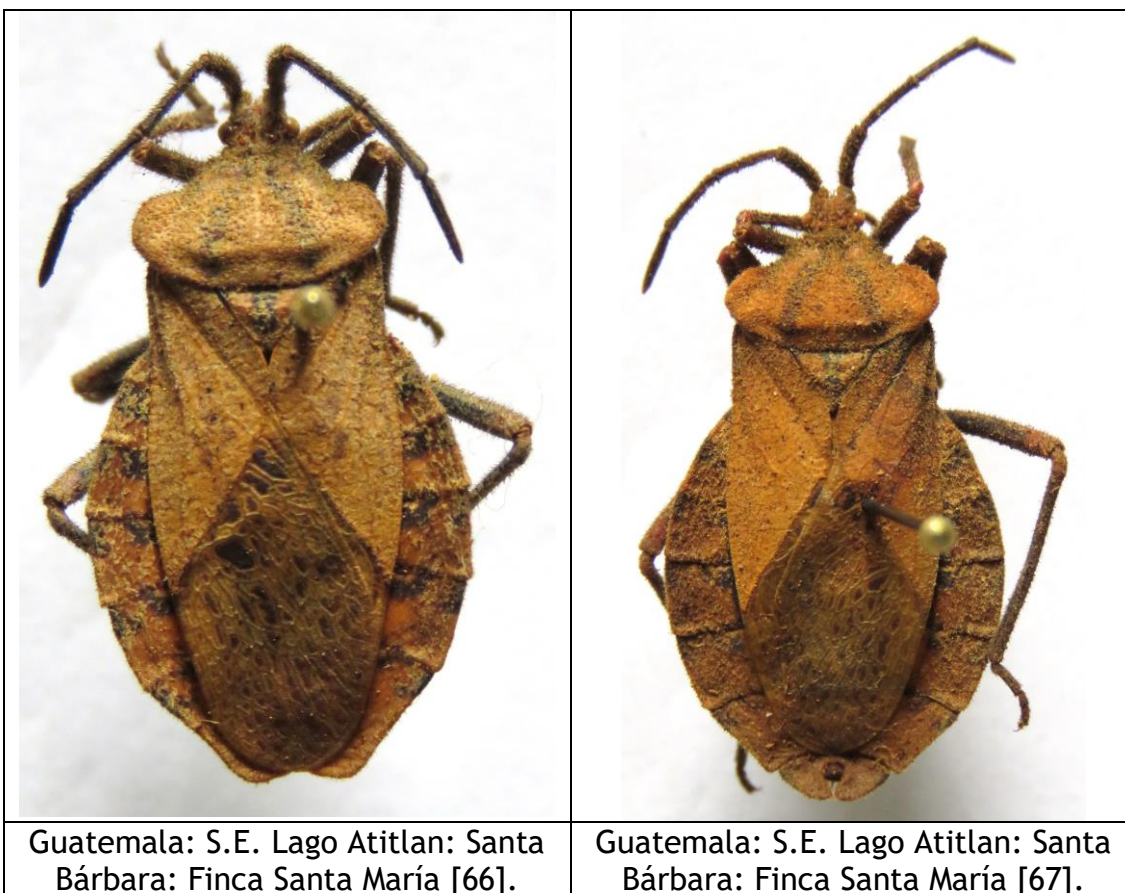 Guatemala: S.E. Lago Atitlan: Santa
Bárbara: Finca Santa María [66].
Guatemala: S.E. Lago Atitlan: Santa
Bárbara: Finca Santa María [67].